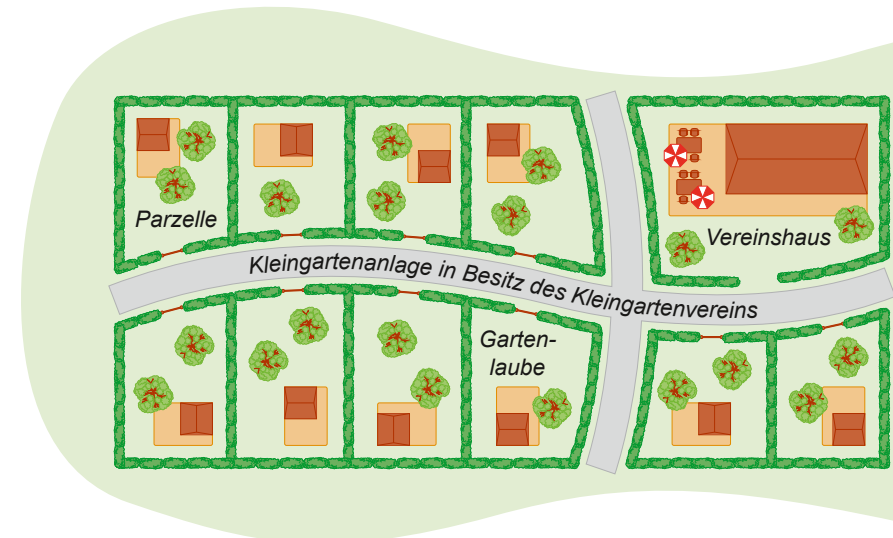 Parzelle
Vereinshaus
Kleingartenanlage in Besitz des Kleingartenvereins
Garten-
laube